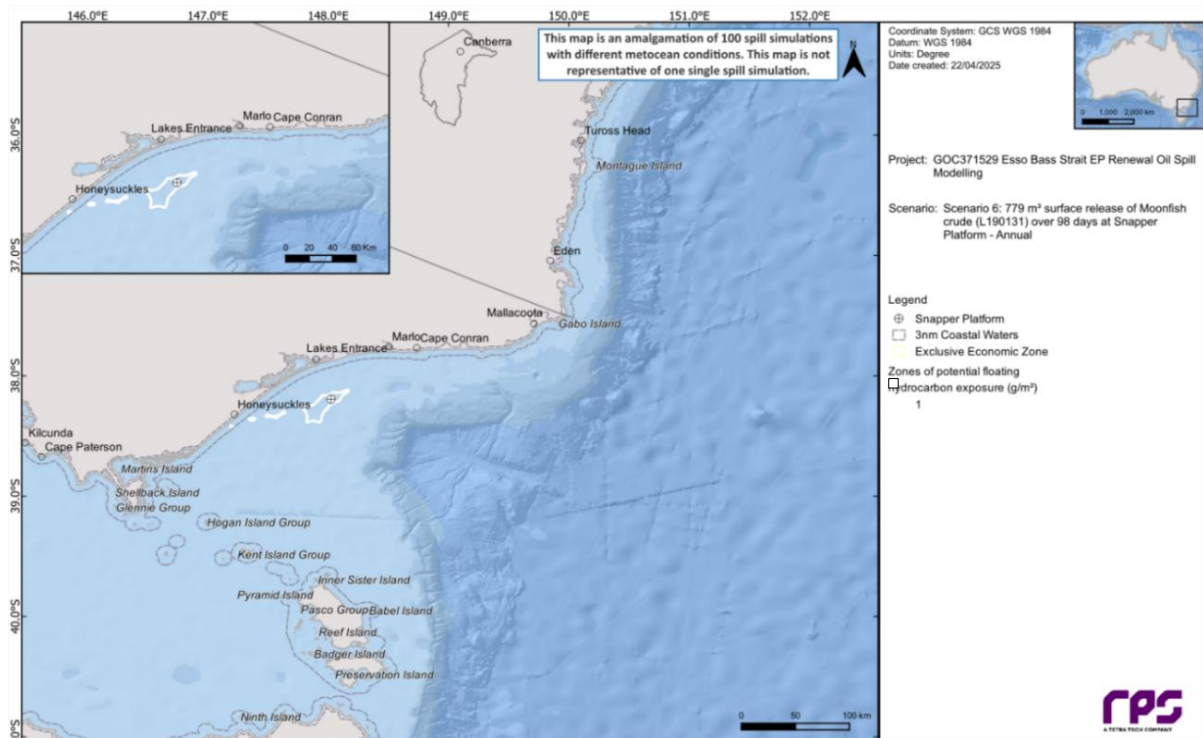 146.0°E 147.0°E 148.0°E 149.0°E 150.0°E 151.0°E 152.0°E
This map is an amalgamation of 100 spill simulations
with different metocean conditions. This map is not
representative of one single spill simulation.
N
Canberra
Marlo Cape Conran
Lakes Entrance
Honeysuckles
0 20 40 60 Km
36.0°S
37.0°S
38.0°S
39.0°S
40.0°S
0°S
Tuross Head
Montague Island
Eden
Mallacoota
Gabo Island
Marlo Cape Conran
Lakes Entrance
Honeysuckles
Kilcunda
Cape Paterson
Martins Island
Shellback Island
Glennie Group
Hogan Island Group
Kent Island Group
Inner Sister Island
Pyramid Island
Pasco Group Babel Island
Reef Island
Badger Island
Preservation Island
Ninth Island
0 50 100 km
Coordinate System: GCS WGS 1984
Datum: WGS 1984
Units: Degree
Date created: 22/04/2025
0 1,000 2,000 km
Project: GOC371529 Esso Bass Strait EP Renewal Oil Spill
Modelling
Scenario: Scenario 6: 779 m³ surface release of Moonfish
crude (L190131) over 98 days at Snapper
Platform - Annual
Legend
Snapper Platform
3nm Coastal Waters
Exclusive Economic Zone
Zones of potential floating
hydrocarbon exposure (g/m²)
1
rps
A TETRA TECH COMPANY